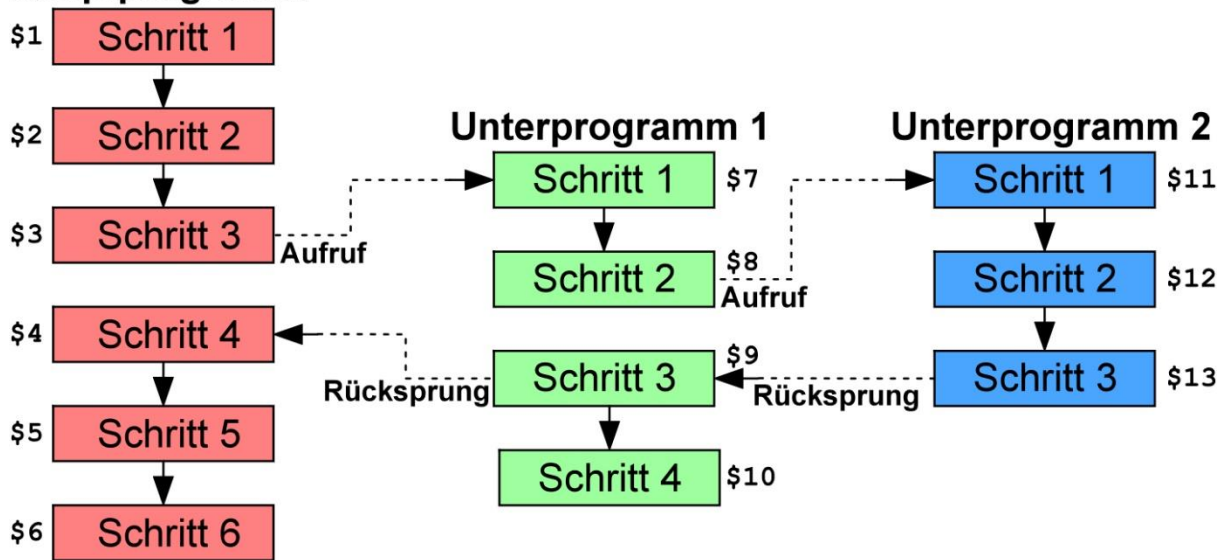 $1 Schritt 1
$2 Schritt 2
$3 Schritt 3
Aufruf
$4 Schritt 4
$5 Schritt 5
$6 Schritt 6
Rücksprung
Unterprogramm 1
Schritt 1 $7
Schritt 2 $8
Aufruf
Schritt 3 $9
Rücksprung
Schritt 4 $10
Unterprogramm 2
Schritt 1 $11
Schritt 2 $12
Schritt 3 $13